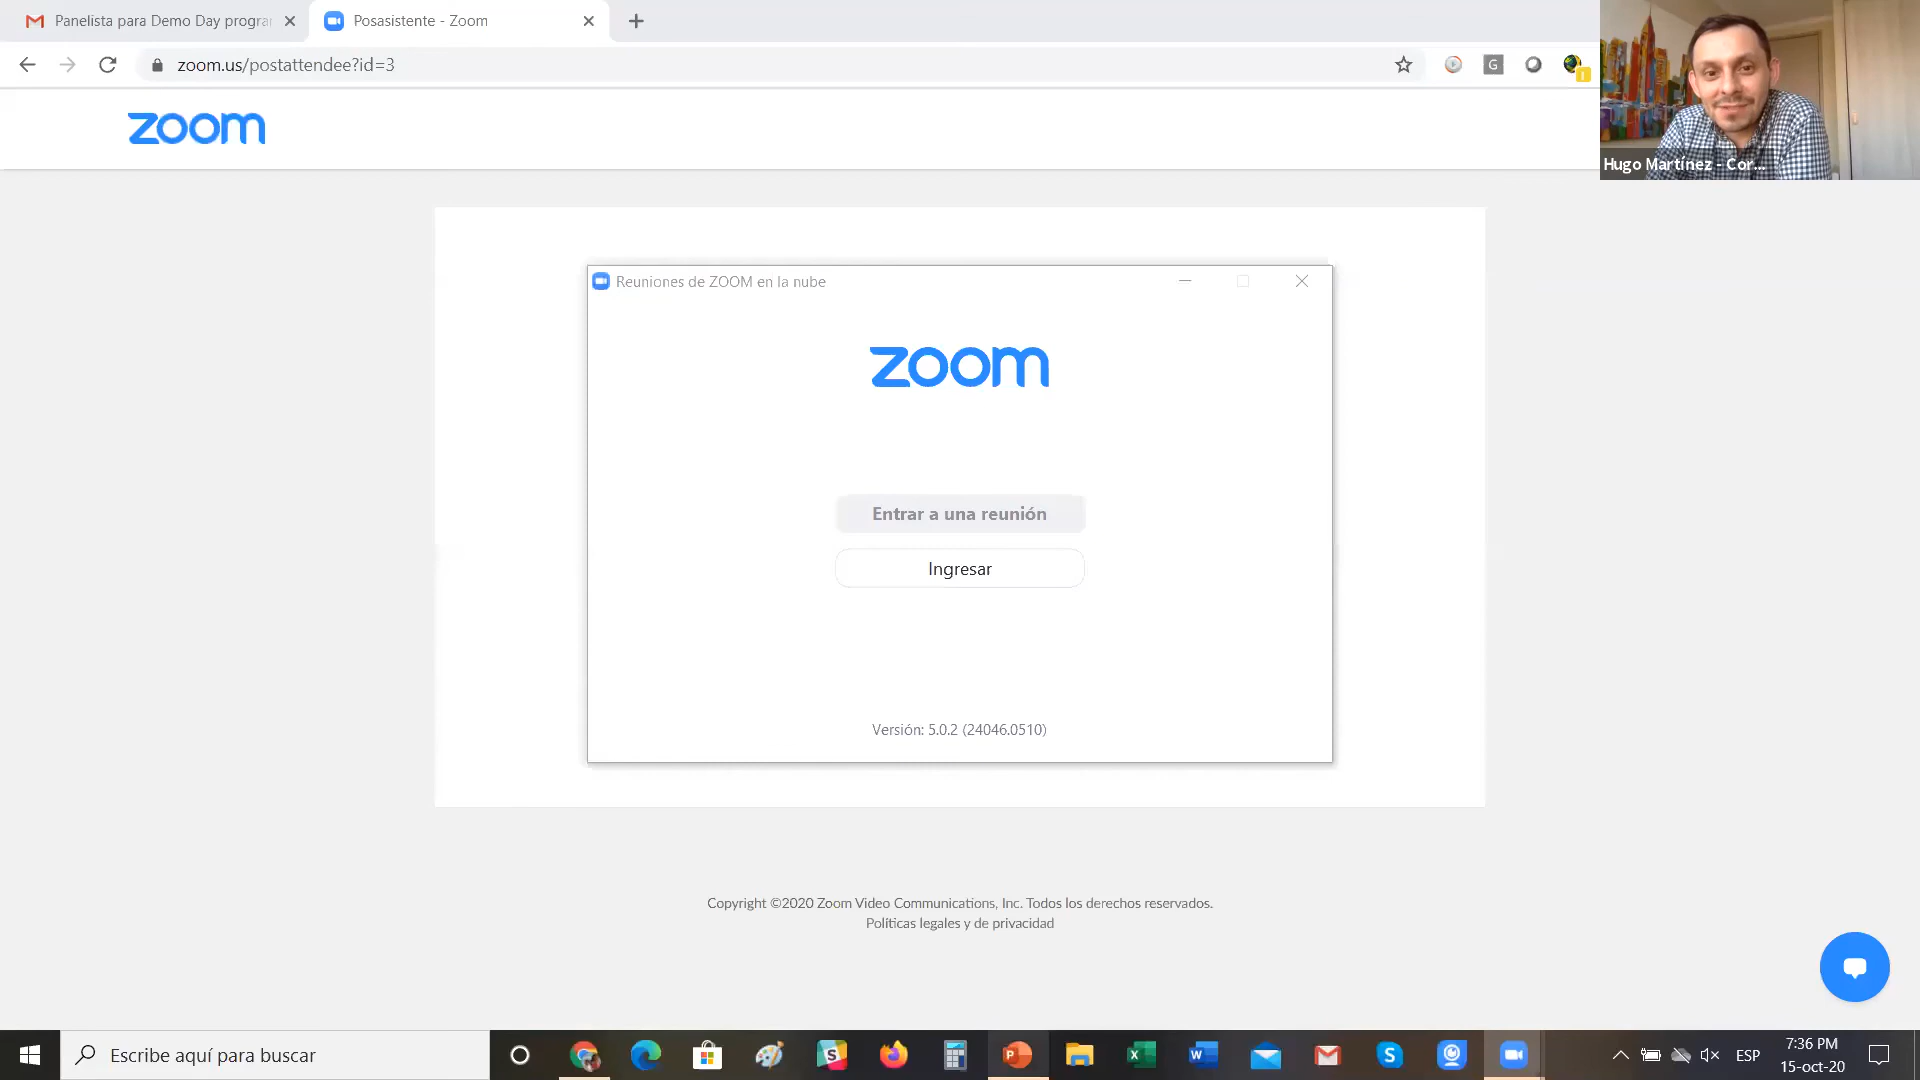 Panelista para Demo Day progra
Posasistente - Zoom
zoom.us/postattendee?id=3
zoom
Hugo Martínez - Cor...
Reuniones de ZOOM en la nube
zoom
Entrar a una reunión
Ingresar
Versión: 5.0.2 (24046.0510)
Copyright ©2020 Zoom Video Communications, Inc. Todos los derechos reservados.
Políticas legales y de privacidad
Escribe aquí para buscar
ESP
7:36 PM
15-oct-20